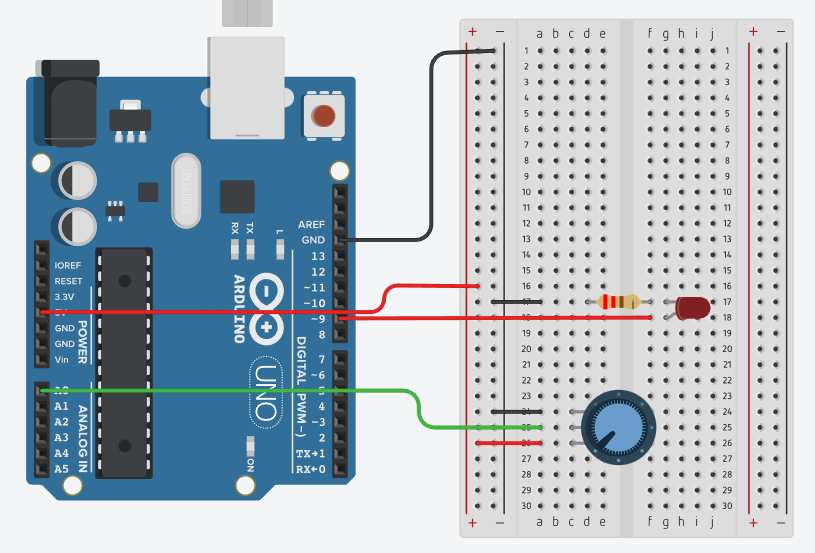 + − a b c d e f g h i j + −
1 1
2 2
3 3
4 4
5 5
6 6
7 7
8 8
9 9
10 10
11 11
12 12
13 13
14 14
15 15
16 16
17 17
18 18
19 19
20 20
21 21
22 22
23 23
24 24
25 25
26 26
27 27
28 28
29 29
30 30
+ − a b c d e f g h i j + −
RX TX L
AREF
GND
13
12
~11
~10
~9
8
7
~6
5
4
~3
2
TX→1
RX←0
DIGITAL PWM~)
ARDUINO
UNO
ON
IOREF
RESET
3.3V
5V
GND
GND
Vin
POWER
A0
A1
A2
A3
A4
A5
ANALOG IN